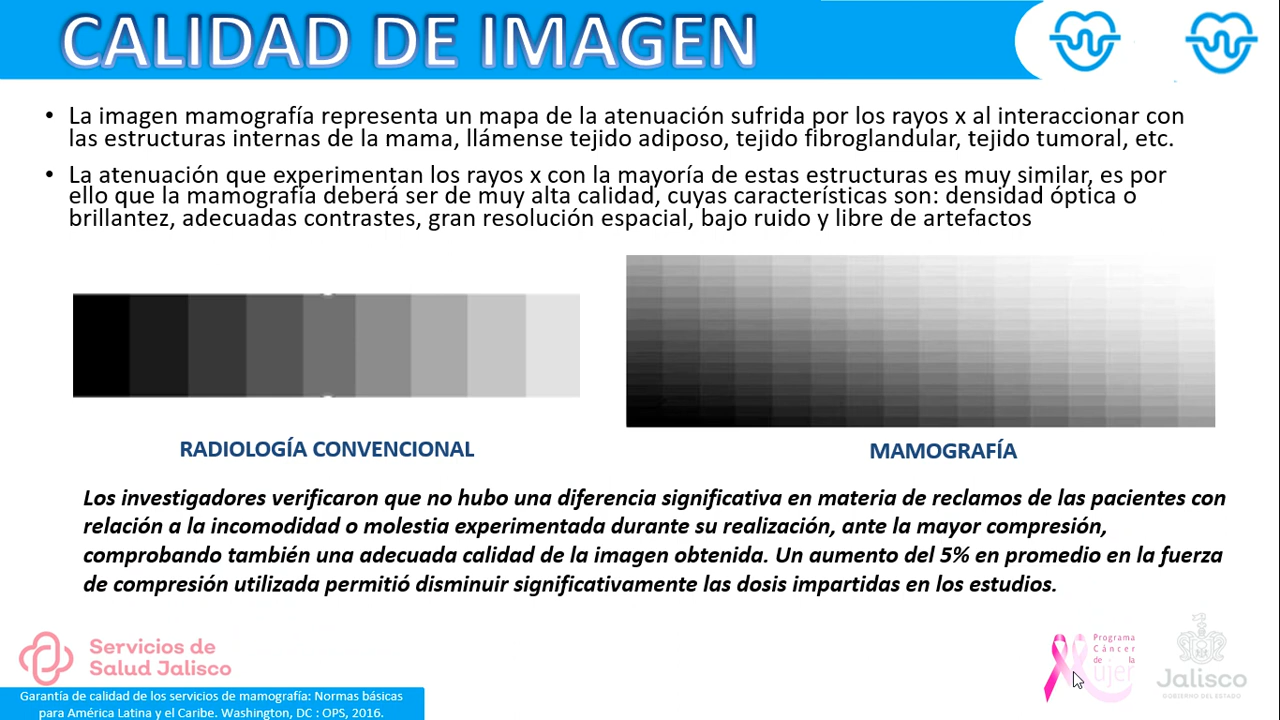 CALIDAD DE IMAGEN
• La imagen mamografía representa un mapa de la atenuación sufrida por los rayos x al interaccionar con
las estructuras internas de la mama, llámense tejido adiposo, tejido fibroglandular, tejido tumoral, etc.
• La atenuación que experimentan los rayos x con la mayoría de estas estructuras es muy similar, es por
ello que la mamografía deberá ser de muy alta calidad, cuyas características son: densidad óptica o
brillantez, adecuadas contrastes, gran resolución espacial, bajo ruido y libre de artefactos
RADIOLOGÍA CONVENCIONAL
MAMOGRAFÍA
Los investigadores verificaron que no hubo una diferencia significativa en materia de reclamos de las pacientes con
relación a la incomodidad o molestia experimentada durante su realización, ante la mayor compresión,
comprobando también una adecuada calidad de la imagen obtenida. Un aumento del 5% en promedio en la fuerza
de compresión utilizada permitió disminuir significativamente las dosis impartidas en los estudios.
Servicios de
Salud Jalisco
Programa
Cáncer
de la
Mujer
Jalisco
GOBIERNO DEL ESTADO
Garantía de calidad de los servicios de mamografía: Normas básicas
para América Latina y el Caribe. Washington, DC : OPS, 2016.